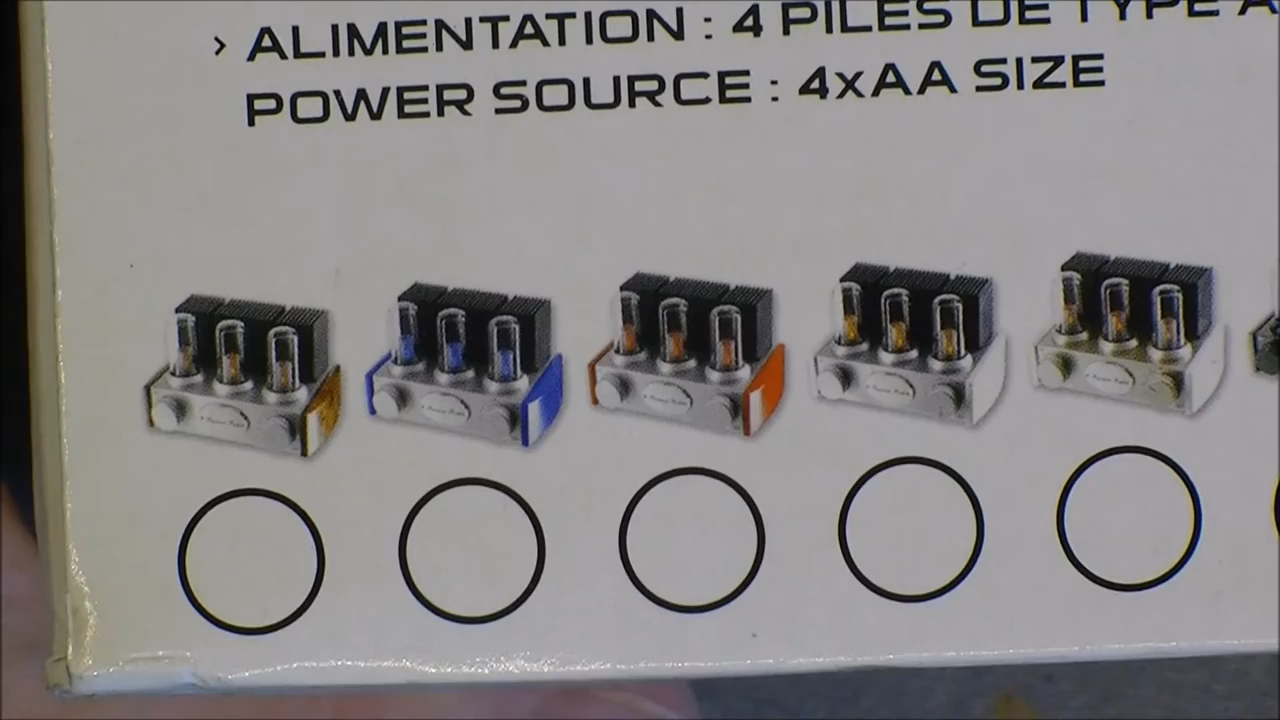 › ALIMENTATION : 4 PILES DE TYPE A
POWER SOURCE : 4xAA SIZE